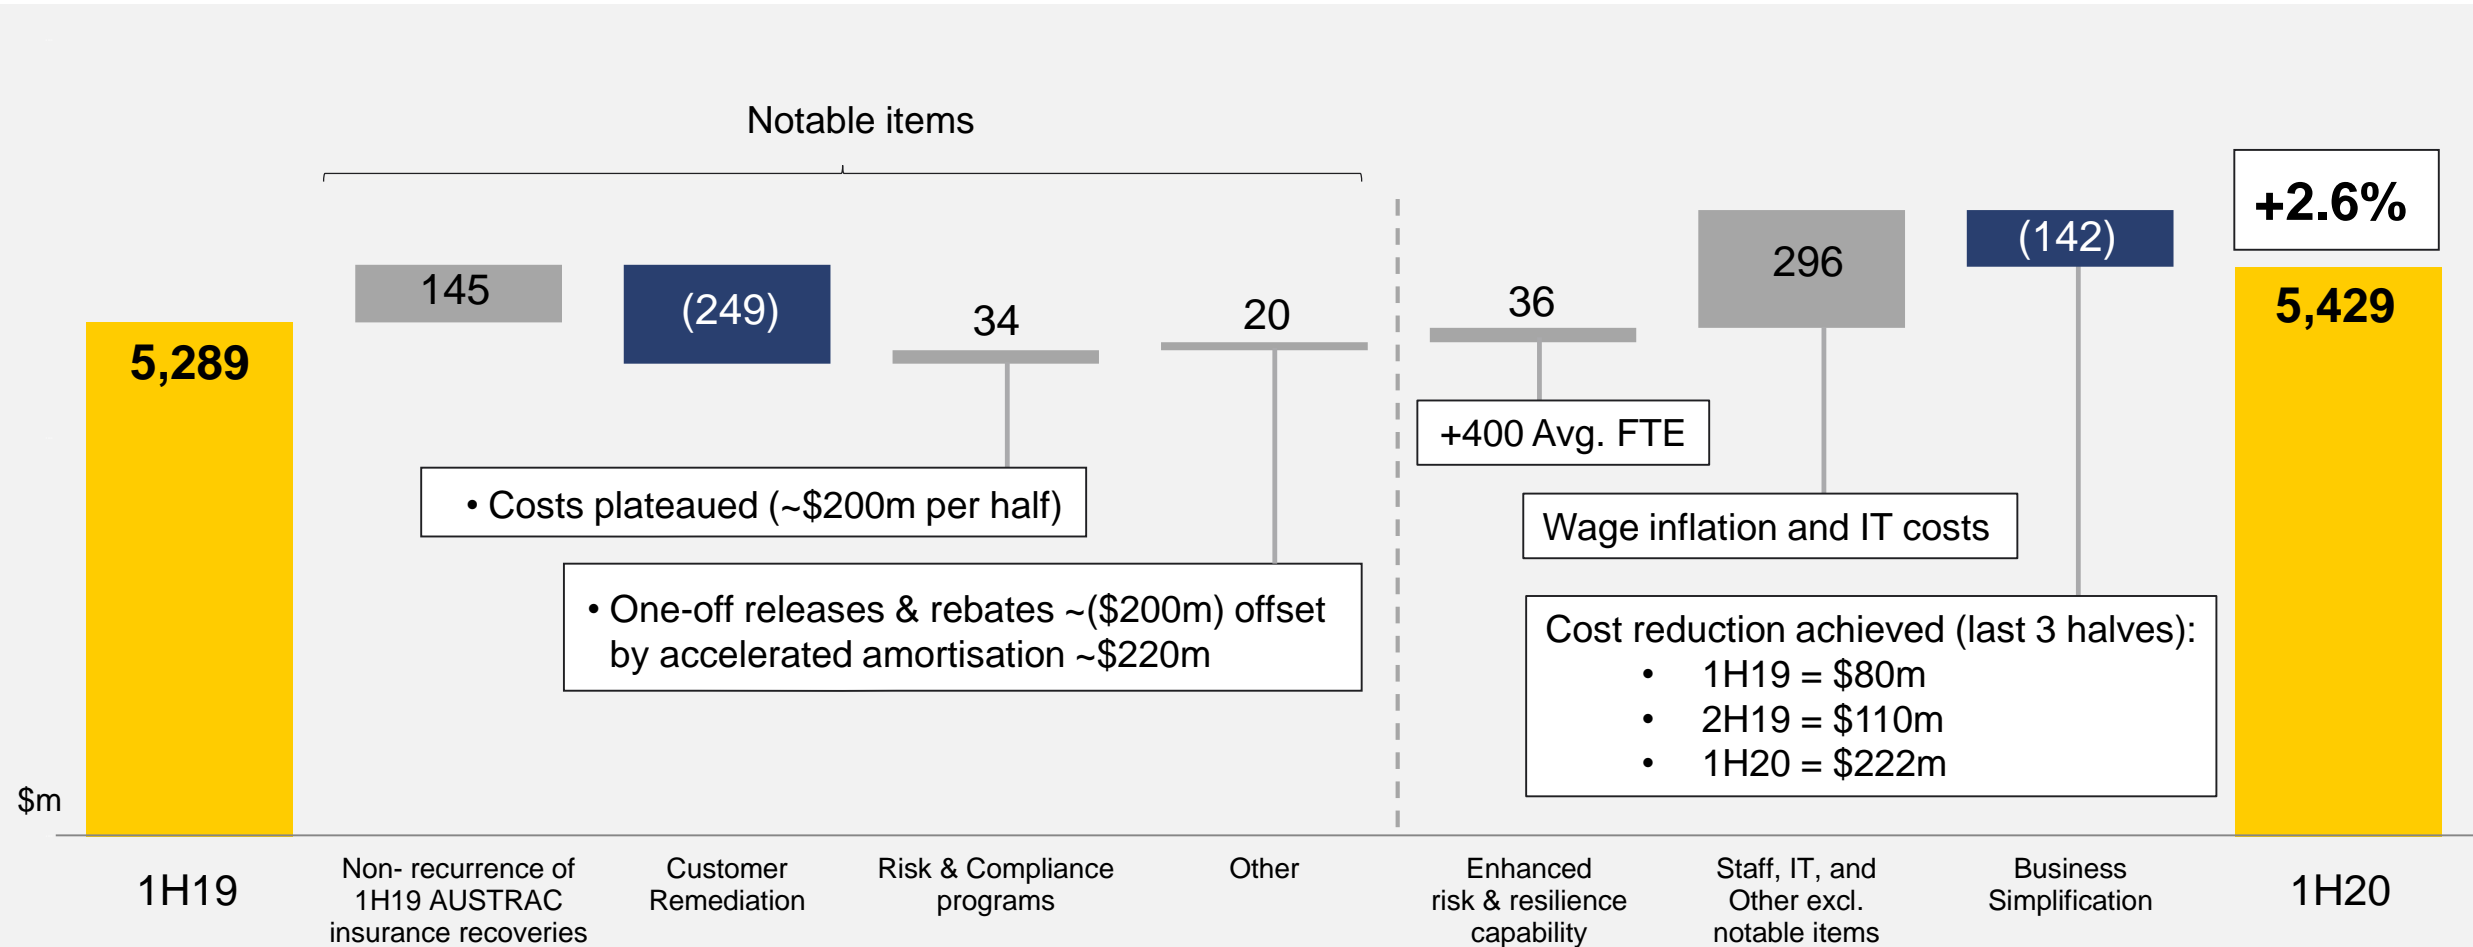 Notable items
+2.6%
5,289
145
(249)
34
20
36
296
(142)
5,429
+400 Avg. FTE
• Costs plateaued (~$200m per half)
Wage inflation and IT costs
• One-off releases & rebates ~($200m) offset
by accelerated amortisation ~$220m
Cost reduction achieved (last 3 halves):
• 1H19 = $80m
• 2H19 = $110m
• 1H20 = $222m
$m
1H19
Non- recurrence of
1H19 AUSTRAC
insurance recoveries
Customer
Remediation
Risk & Compliance
programs
Other
Enhanced
risk & resilience
capability
Staff, IT, and
Other excl.
notable items
Business
Simplification
1H20